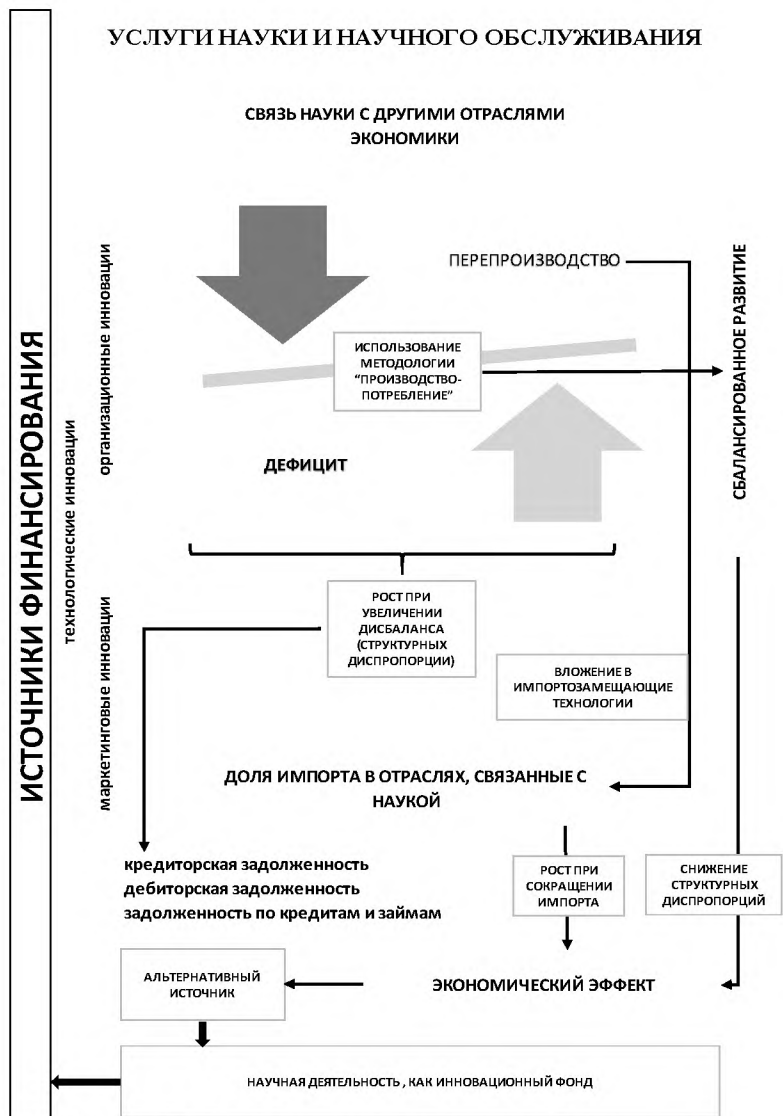 УСЛУГИ НАУКИ И НАУЧНОГО ОБСЛУЖИВАНИЯ
СВЯЗЬ НАУКИ С ДРУГИМИ ОТРАСЛЯМИ
ЭКОНОМИКИ
ИСТОЧНИКИ ФИНАНСИРОВАНИЯ
технологические инновации
организационные инновации
маркетинговые инновации
ПЕРЕПРОИЗВОДСТВО
СБАЛАНСИРОВАННОЕ РАЗВИТИЕ
ИСПОЛЬЗОВАНИЕ
МЕТОДОЛОГИИ
“ПРОИЗВОДСТВО-
ПОТРЕБЛЕНИЕ”
ДЕФИЦИТ
РОСТ ПРИ
УВЕЛИЧЕНИИ
ДИСБАЛАНСА
(СТРУКТУРНЫХ
ДИСПРОПОРЦИИ)
ВЛОЖЕНИЕ В
ИМПОРТОЗАМЕЩАЮЩИЕ
ТЕХНОЛОГИИ
ДОЛЯ ИМПОРТА В ОТРАСЛЯХ, СВЯЗАННЫЕ С
НАУКОЙ
кредиторская задолженность
дебиторская задолженность
задолженность по кредитам и займам
РОСТ ПРИ
СОКРАЩЕНИИ
ИМПОРТА
СНИЖЕНИЕ
СТРУКТУРНЫХ
ДИСПРОПОРЦИЙ
АЛЬТЕРНАТИВНЫЙ
ИСТОЧНИК
ЭКОНОМИЧЕСКИЙ ЭФФЕКТ
НАУЧНАЯ ДЕЯТЕЛЬНОСТЬ , КАК ИННОВАЦИОННЫЙ ФОНД